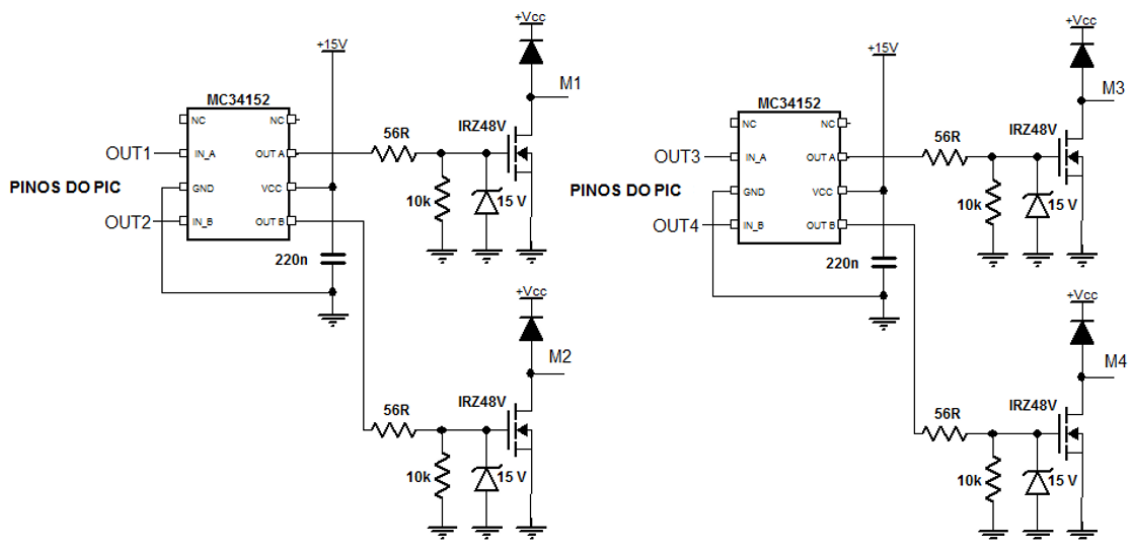 +Vcc
+15V
M1
MC34152
NC
NC
56R
IRZ48V
OUT1
IN_A
OUT A
PINOS DO PIC
GND
VCC
10k
15 V
OUT2
IN_B
OUT B
220n
+Vcc
M2
56R
IRZ48V
10k
15 V
+Vcc
+15V
M3
MC34152
NC
NC
56R
IRZ48V
OUT3
IN_A
OUT A
PINOS DO PIC
GND
VCC
10k
15 V
OUT4
IN_B
OUT B
220n
+Vcc
M4
56R
IRZ48V
10k
15 V